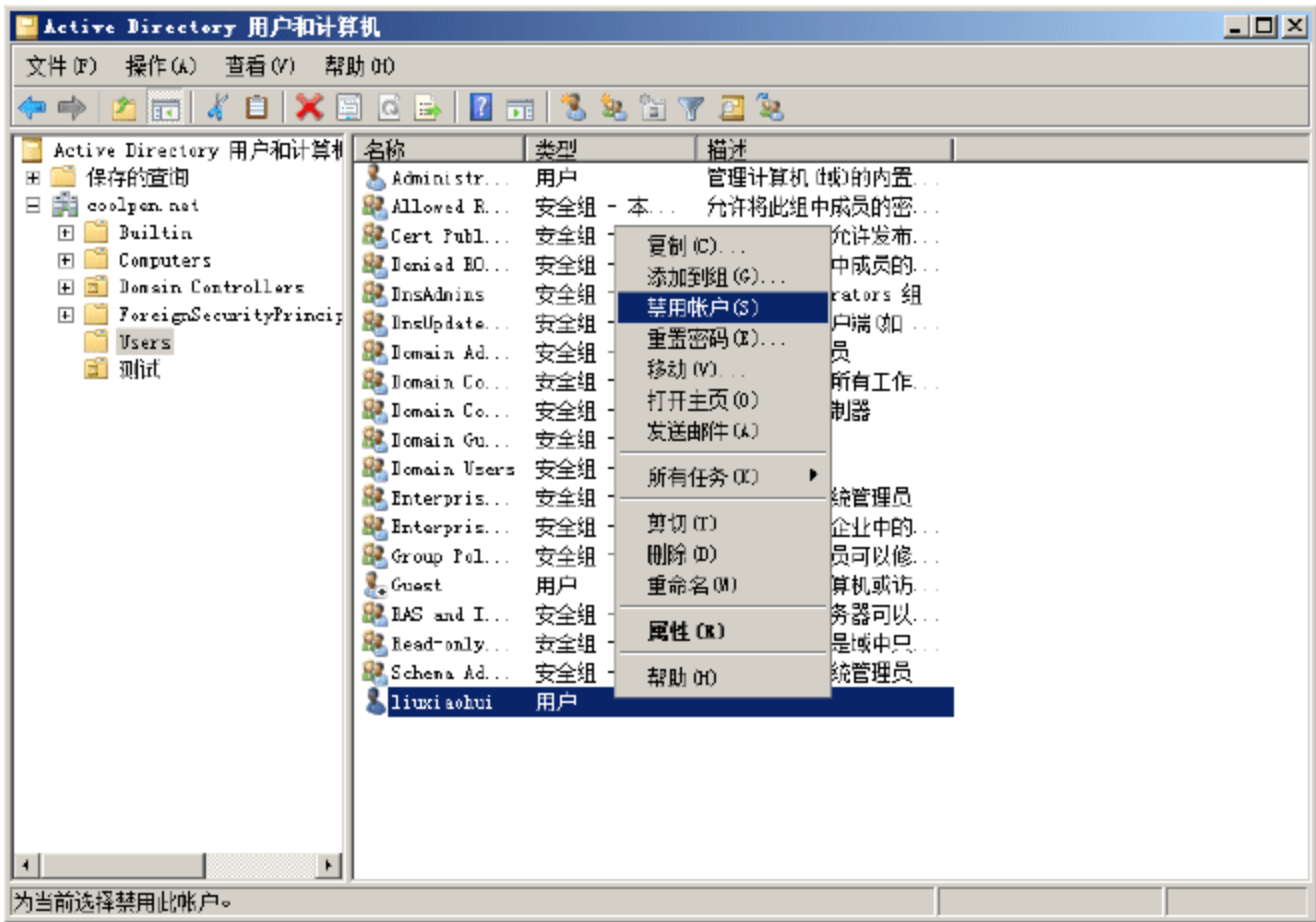 Active Directory 用户和计算机
文件(F) 操作(A) 查看(V) 帮助(H)
Active Directory 用户和计算机
保存的查询
coolpen.net
Builtin
Computers
Domain Controllers
ForeignSecurityPrincip
Users
测试
名称 类型 描述
Administr... 用户 管理计算机(域)的内置...
Allowed R... 安全组 - 本... 允许将此组中成员的密...
Cert Publ... 安全组 - 允许发布...
Denied RO... 安全组 - 中成员的...
DnsAdmins 安全组 - rators 组
DnsUpdate... 安全组 - 户端(如 ...
Domain Ad... 安全组 - 员
Domain Co... 安全组 - 所有工作...
Domain Co... 安全组 - 制器
Domain Gu... 安全组 -
Domain Users 安全组 -
Enterpris... 安全组 - 统管理员
Enterpris... 安全组 - 企业中的...
Group Pol... 安全组 - 员可以修...
Guest 用户 算机或访...
RAS and I... 安全组 - 务器可以...
Read-only... 安全组 - 是域中只...
Schema Ad... 安全组 - 统管理员
liuxiaohui 用户
复制(C)...
添加到组(G)...
禁用帐户(S)
重置密码(E)...
移动(V)...
打开主页(O)
发送邮件(A)
所有任务(K)
剪切(T)
删除(D)
重命名(M)
属性(R)
帮助(H)
为当前选择禁用此帐户。